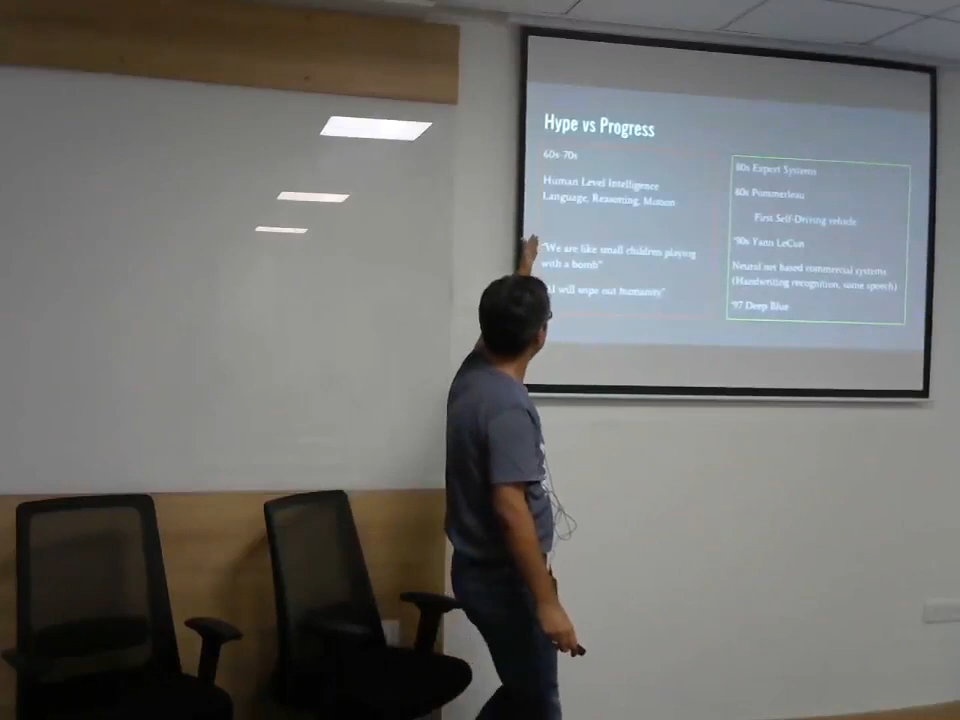 Hype vs Progress
60s-70s
Human Level Intelligence
Language, Reasoning, Motion
"We are like small children playing
with a bomb"
"AI will wipe out humanity"
80s Expert Systems
80s Pommerleau
First Self-Driving vehicle
'90s Yann LeCun
Neural net based commercial systems
(Handwriting recognition, some speech)
'97 Deep Blue